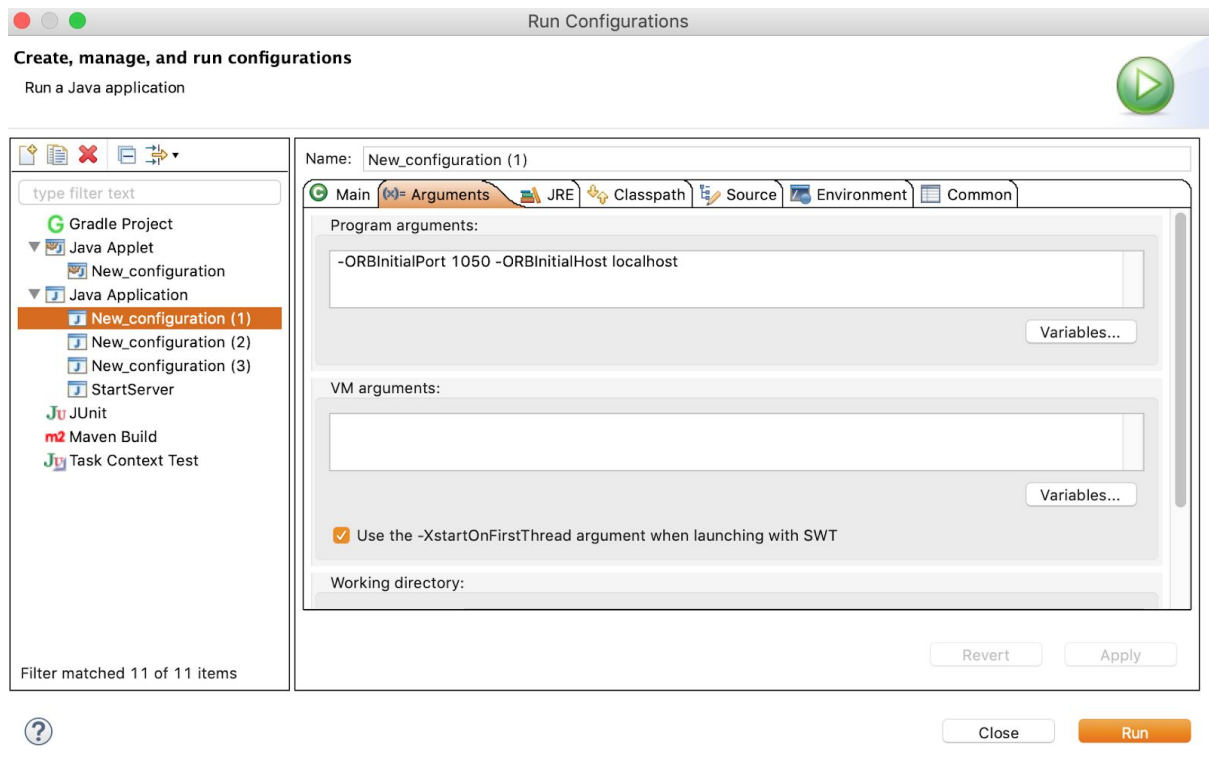 Run Configurations
Create, manage, and run configurations
Run a Java application
type filter text
Gradle Project
Java Applet
New_configuration
Java Application
New_configuration (1)
New_configuration (2)
New_configuration (3)
StartServer
JUnit
Maven Build
Task Context Test
Filter matched 11 of 11 items
Name: New_configuration (1)
Main (x)= Arguments JRE Classpath Source Environment Common
Program arguments:
-ORBInitialPort 1050 -ORBInitialHost localhost
Variables...
VM arguments:
Variables...
Use the -XstartOnFirstThread argument when launching with SWT
Working directory:
Revert Apply
Close Run